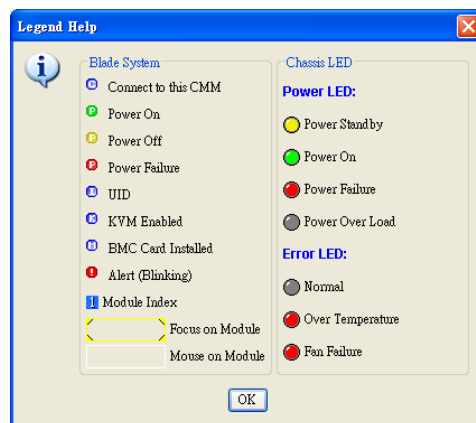 Legend Help
Blade System
Connect to this CMM
Power On
Power Off
Power Failure
UID
KVM Enabled
BMC Card Installed
Alert (Blinking)
1 Module Index
Focus on Module
Mouse on Module
Chassis LED
Power LED:
Power Standby
Power On
Power Failure
Power Over Load
Error LED:
Normal
Over Temperature
Fan Failure
OK